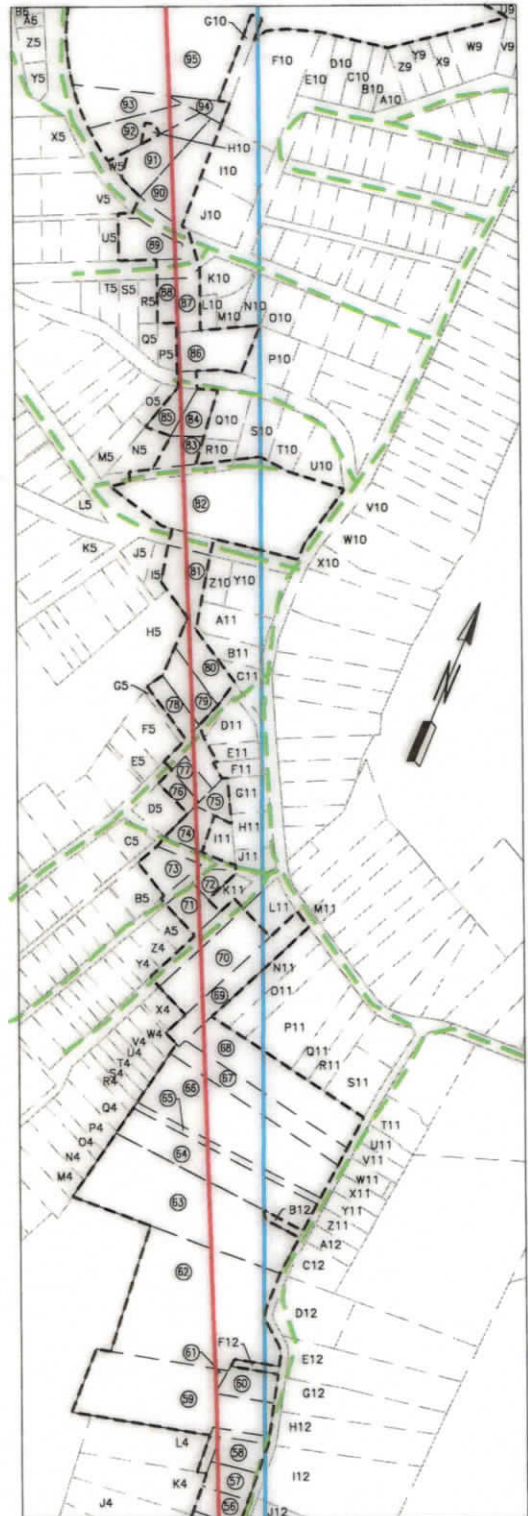 B6
A6
Z5
Y5
X5
W5
V5
U5
T5 S5
R5
Q5
P5
O5
N5
M5
L5
K5
J5
I5
H5
G5
F5
E5
D5
C5
B5
A5
Z4
Y4
X4
W4
V4
U4
T4
S4
R4
Q4
P4
O4
N4
M4
L4
K4
J4
95
94
93
92
91
90
89
88
87
86
85
84
83
82
81
80
79
78
77
76
75
74
73
72
71
70
69
68
67
66
65
64
63
62
61
60
59
58
57
56
U9
V9
W9
X9
Y9
Z9
A10
B10
C10
D10
E10
F10
G10
H10
I10
J10
K10
L10
M10
N10
O10
P10
Q10
R10
S10
T10
U10
V10
W10
X10
Y10
Z10
A11
B11
C11
D11
E11
F11
G11
H11
I11
J11
K11
L11
M11
N11
O11
P11
Q11
R11
S11
T11
U11
V11
W11
X11
Y11
Z11
A12
B12
C12
D12
E12
F12
G12
H12
I12
J12
N